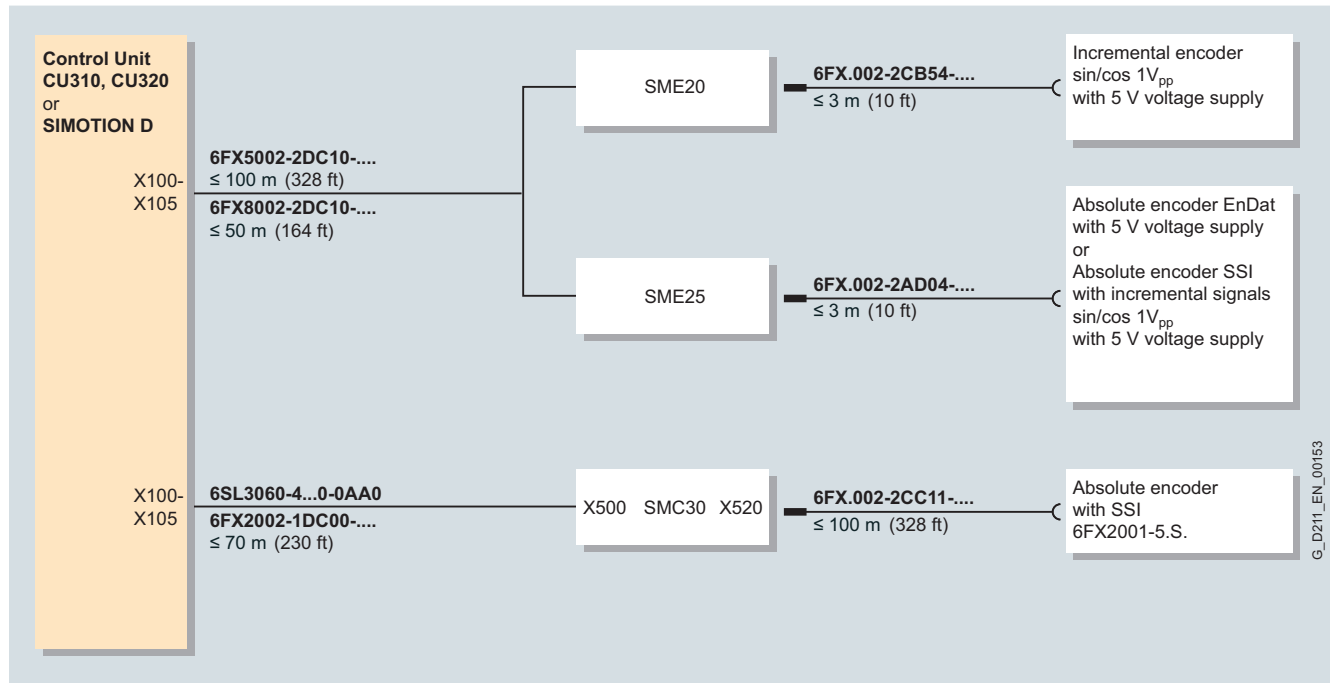 Control Unit
CU310, CU320
or
SIMOTION D
X100-
X105
6FX5002-2DC10-....
≤ 100 m (328 ft)
6FX8002-2DC10-....
≤ 50 m (164 ft)
SME20
6FX.002-2CB54-....
≤ 3 m (10 ft)
Incremental encoder
sin/cos 1Vpp
with 5 V voltage supply
SME25
6FX.002-2AD04-....
≤ 3 m (10 ft)
Absolute encoder EnDat
with 5 V voltage supply
or
Absolute encoder SSI
with incremental signals
sin/cos 1Vpp
with 5 V voltage supply
X100-
X105
6SL3060-4...0-0AA0
6FX2002-1DC00-....
≤ 70 m (230 ft)
X500 SMC30 X520
6FX.002-2CC11-....
≤ 100 m (328 ft)
Absolute encoder
with SSI
6FX2001-5.S.
G_D211_EN_00153